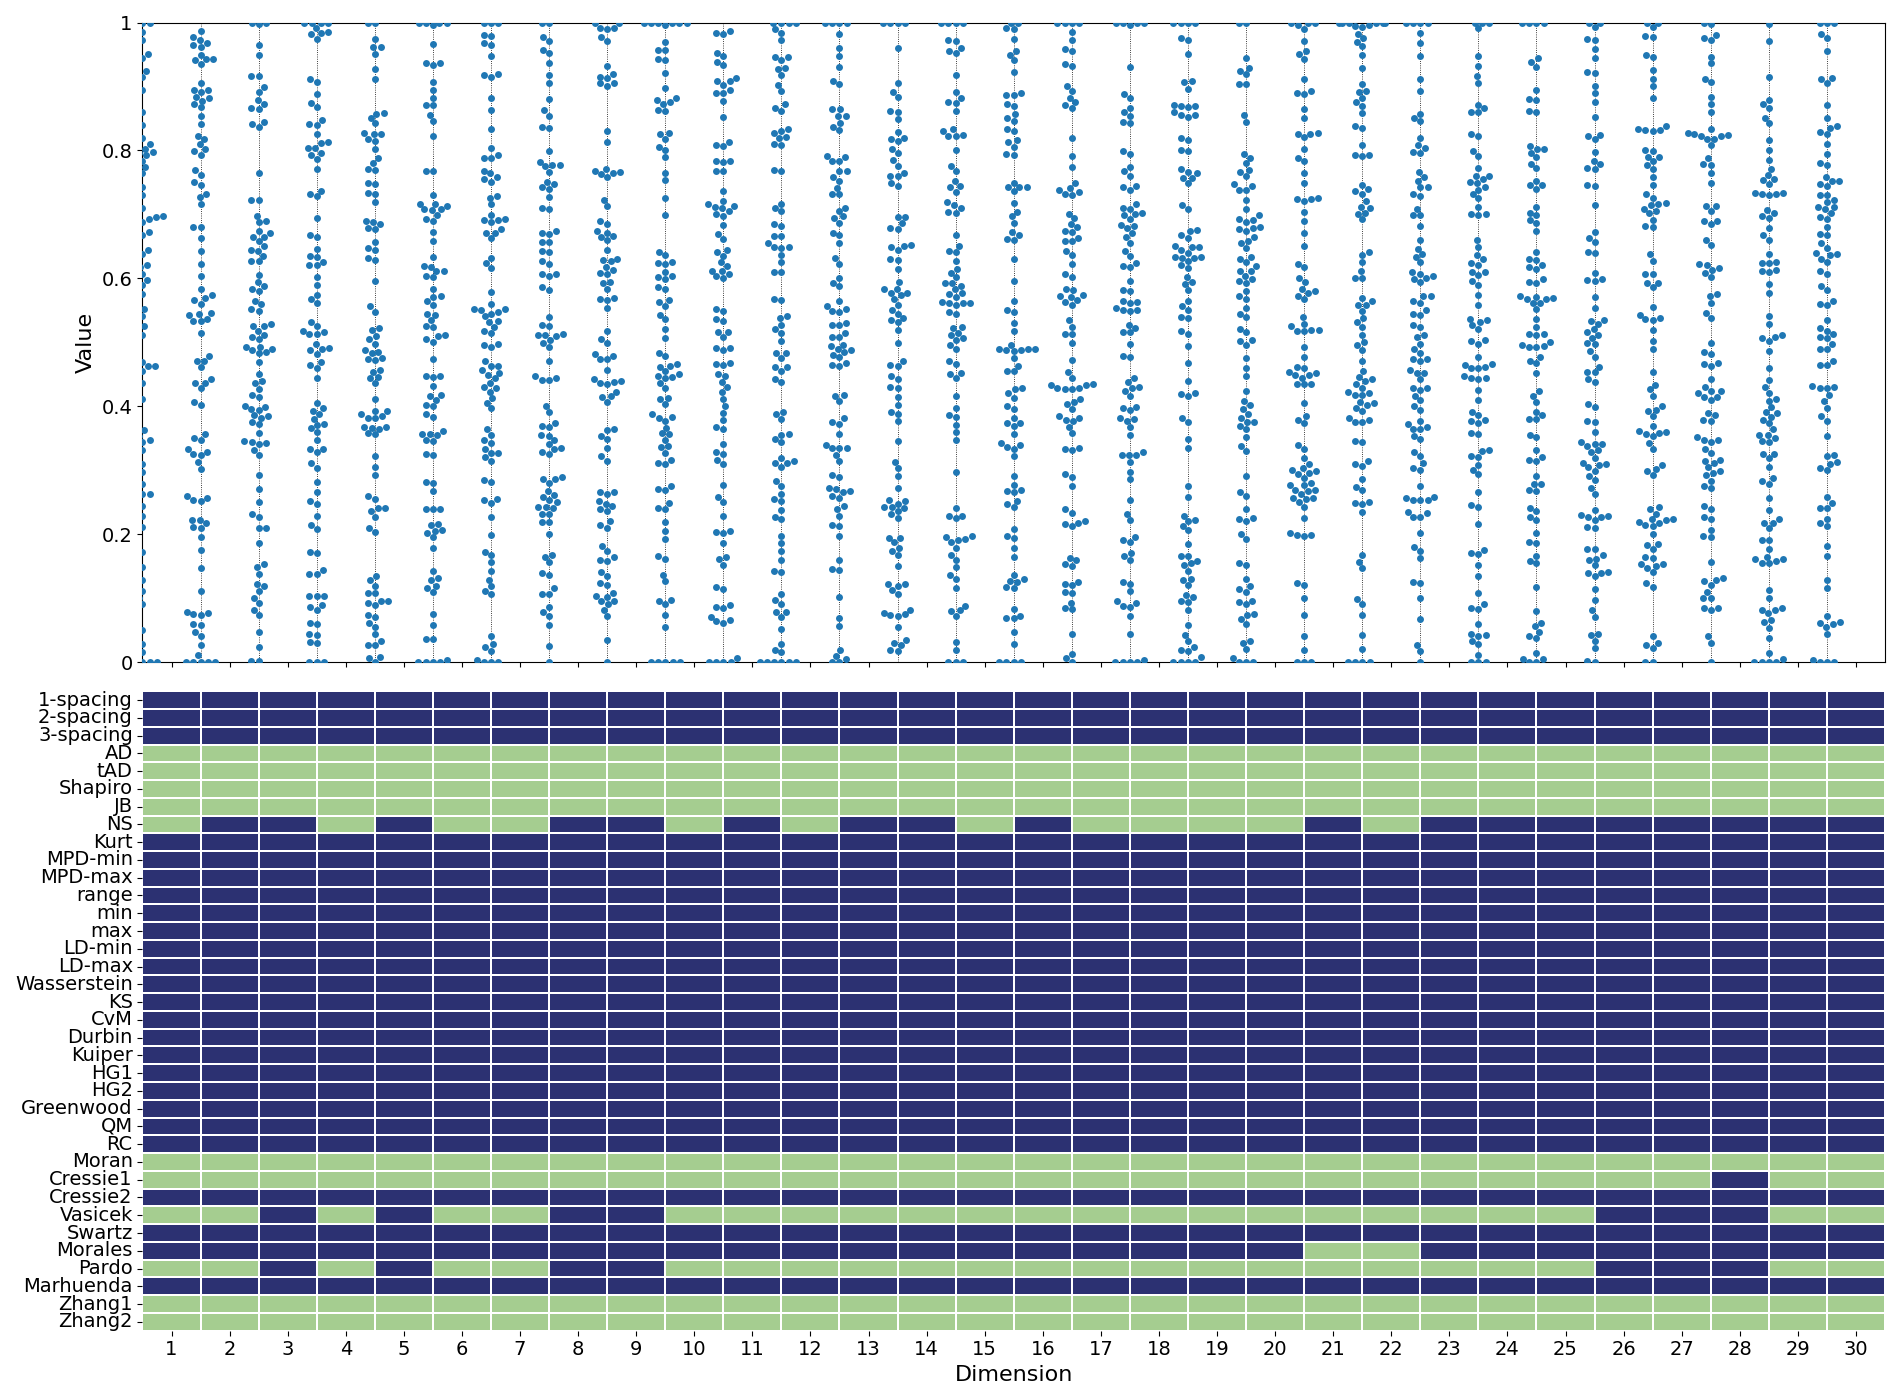 1
0.8
0.6
0.4
0.2
0
Value
1-spacing
2-spacing
3-spacing
AD
tAD
Shapiro
JB
NS
Kurt
MPD-min
MPD-max
range
min
max
LD-min
LD-max
Wasserstein
KS
CvM
Durbin
Kuiper
HG1
HG2
Greenwood
QM
RC
Moran
Cressie1
Cressie2
Vasicek
Swartz
Morales
Pardo
Marhuenda
Zhang1
Zhang2
1 2 3 4 5 6 7 8 9 10 11 12 13 14 15 16 17 18 19 20 21 22 23 24 25 26 27 28 29 30
Dimension